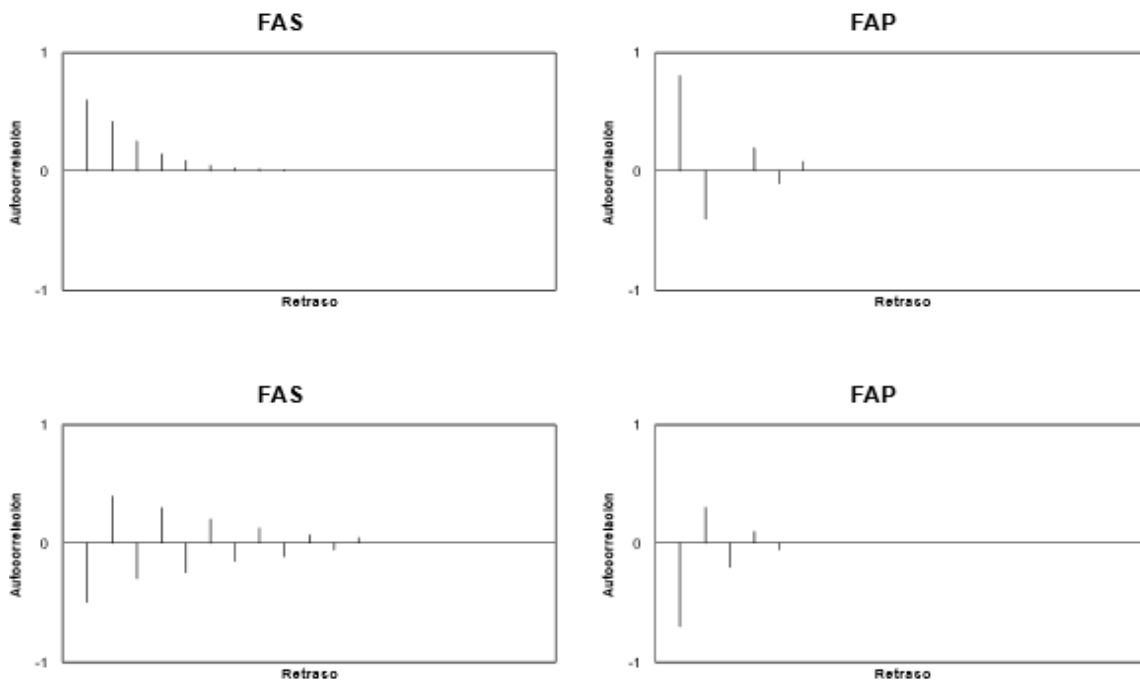 FAS
1
Autocorrelación
0
-1
Retraso
FAP
1
Autocorrelación
0
-1
Retraso
FAS
1
Autocorrelación
0
-1
Retraso
FAP
1
Autocorrelación
0
-1
Retraso